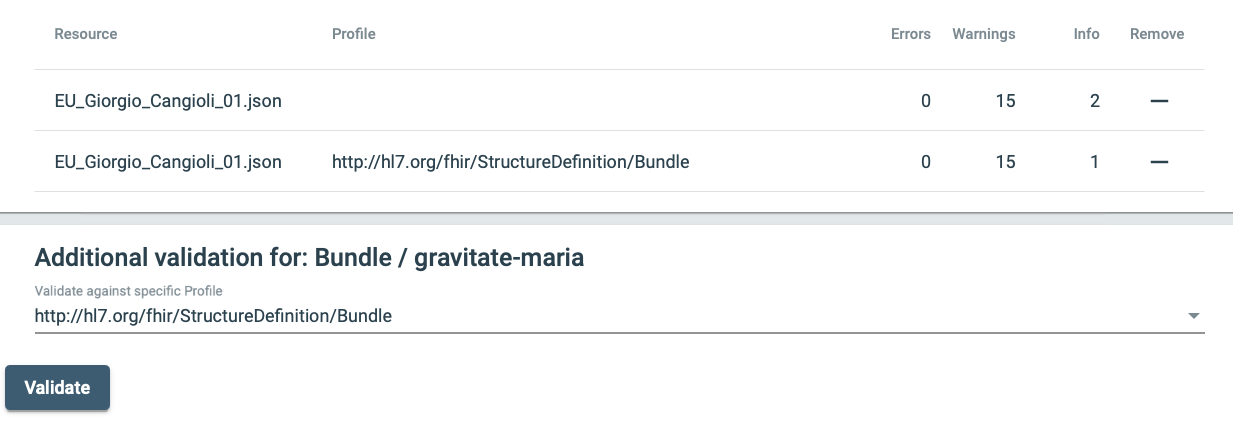 Resource Profile Errors Warnings Info Remove
EU_Giorgio_Cangioli_01.json 0 15 2 —
EU_Giorgio_Cangioli_01.json http://hl7.org/fhir/StructureDefinition/Bundle 0 15 1 —
Additional validation for: Bundle / gravitate-maria
Validate against specific Profile
http://hl7.org/fhir/StructureDefinition/Bundle
Validate